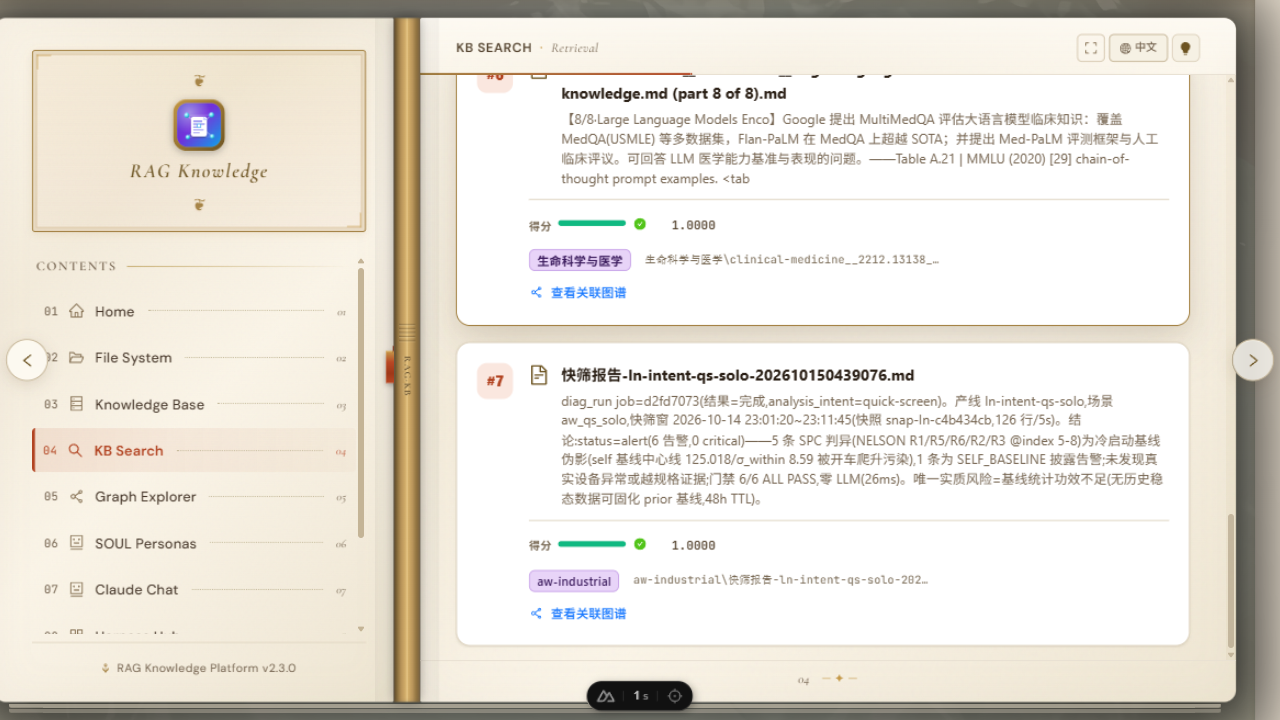 RAG Knowledge
CONTENTS
01 Home 01
02 File System 02
03 Knowledge Base 03
04 KB Search 04
05 Graph Explorer 05
06 SOUL Personas 06
07 Claude Chat 07
RAG Knowledge Platform v2.3.0
RAG KB
KB SEARCH · Retrieval
中文
#6
knowledge.md (part 8 of 8).md
【8/8·Large Language Models Enco】Google 提出 MultiMedQA 评估大语言模型临床知识：覆盖
MedQA(USMLE) 等多数据集，Flan-PaLM 在 MedQA 上超越 SOTA；并提出 Med-PaLM 评测框架与人工
临床评议。可回答 LLM 医学能力基准与表现的问题。——Table A.21 | MMLU (2020) [29] chain-of-
thought prompt examples. <tab
得分 1.0000
生命科学与医学 生命科学与医学\clinical-medicine__2212.13138_…
查看关联图谱
#7
快筛报告-ln-intent-qs-solo-202610150439076.md
diag_run job=d2fd7073(结果=完成,analysis_intent=quick-screen)。产线 ln-intent-qs-solo,场景
aw_qs_solo,快筛窗 2026-10-14 23:01:20~23:11:45(快照 snap-ln-c4b434cb,126 行/5s)。结
论:status=alert(6 告警,0 critical)——5 条 SPC 判异(NELSON R1/R5/R6/R2/R3 @index 5-8)为冷启动基线
伪影(self 基线中心线 125.018/σ_within 8.59 被开车爬升污染),1 条为 SELF_BASELINE 披露告警;未发现真
实设备异常或越规格证据;门禁 6/6 ALL PASS,零 LLM(26ms)。唯一实质风险=基线统计功效不足(无历史稳
态数据可固化 prior 基线,48h TTL)。
得分 1.0000
aw-industrial aw-industrial\快筛报告-ln-intent-qs-solo-202…
查看关联图谱
04
1 s